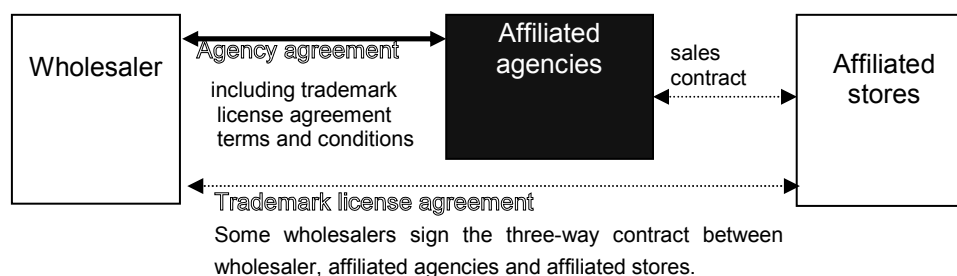 Wholesaler
Agency agreement
including trademark
license agreement
terms and conditions
Affiliated
agencies
sales
contract
Affiliated
stores
Trademark license agreement
Some wholesalers sign the three-way contract between
wholesaler, affiliated agencies and affiliated stores.